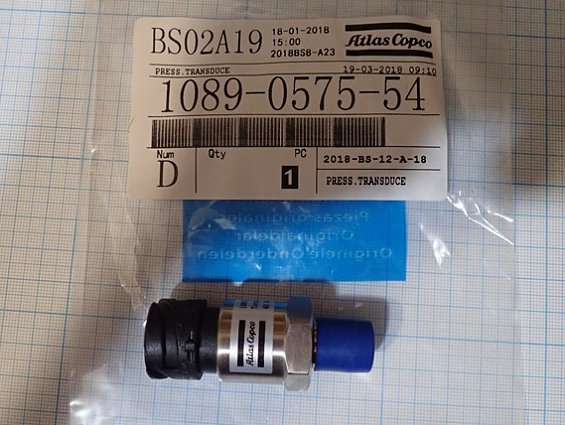 BS02A19
18-01-2018
15:00
2018BS8-A23
Atlas Copco
PRESS.TRANSDUCE
19-03-2018 09:10
1089-0575-54
Num
Qty
PC
2018-BS-12-A-18
D
1
PRESS.TRANSDUCE
Piezas originales
Originaldelar
Originele Onderdelen
Atlas Copco